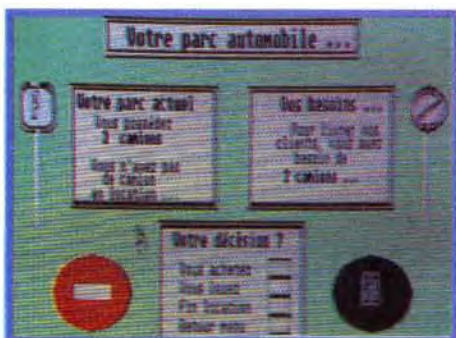 Votre parc automobile ...
Votre parc actuel
Vous possédez
2 camions
Vous n'avez pas
de camion
en location
Vos besoins ...
Pour livrer vos
clients, vous avez
besoin de
2 camions ...
Votre décision ?
Vous achetez
Vous louez
Fin location
Retour menu